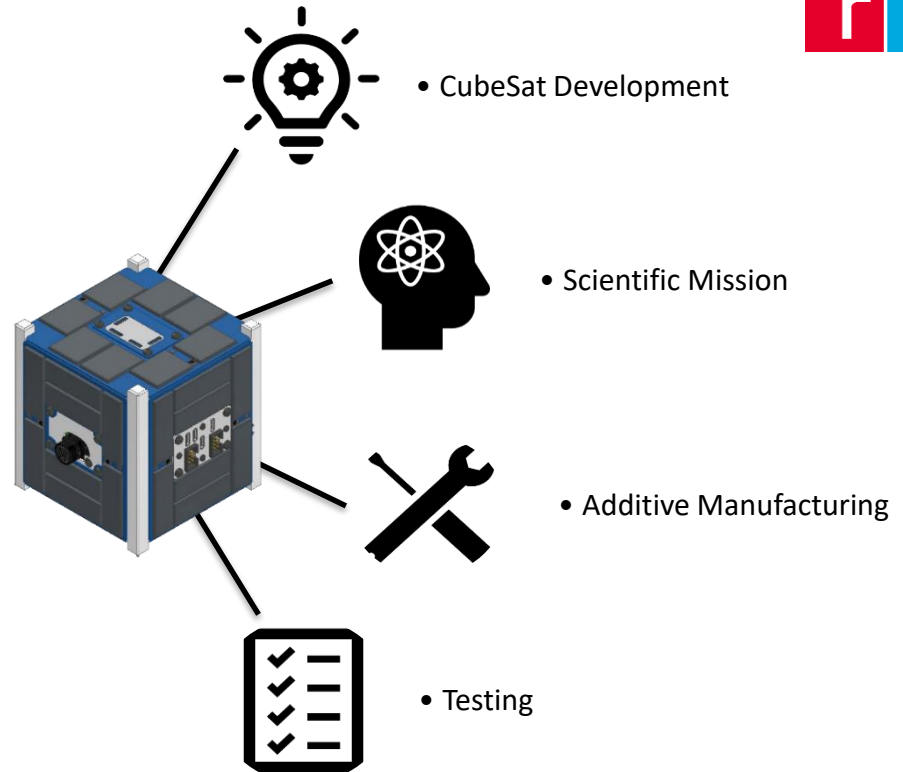 • CubeSat Development
• Scientific Mission
• Additive Manufacturing
• Testing